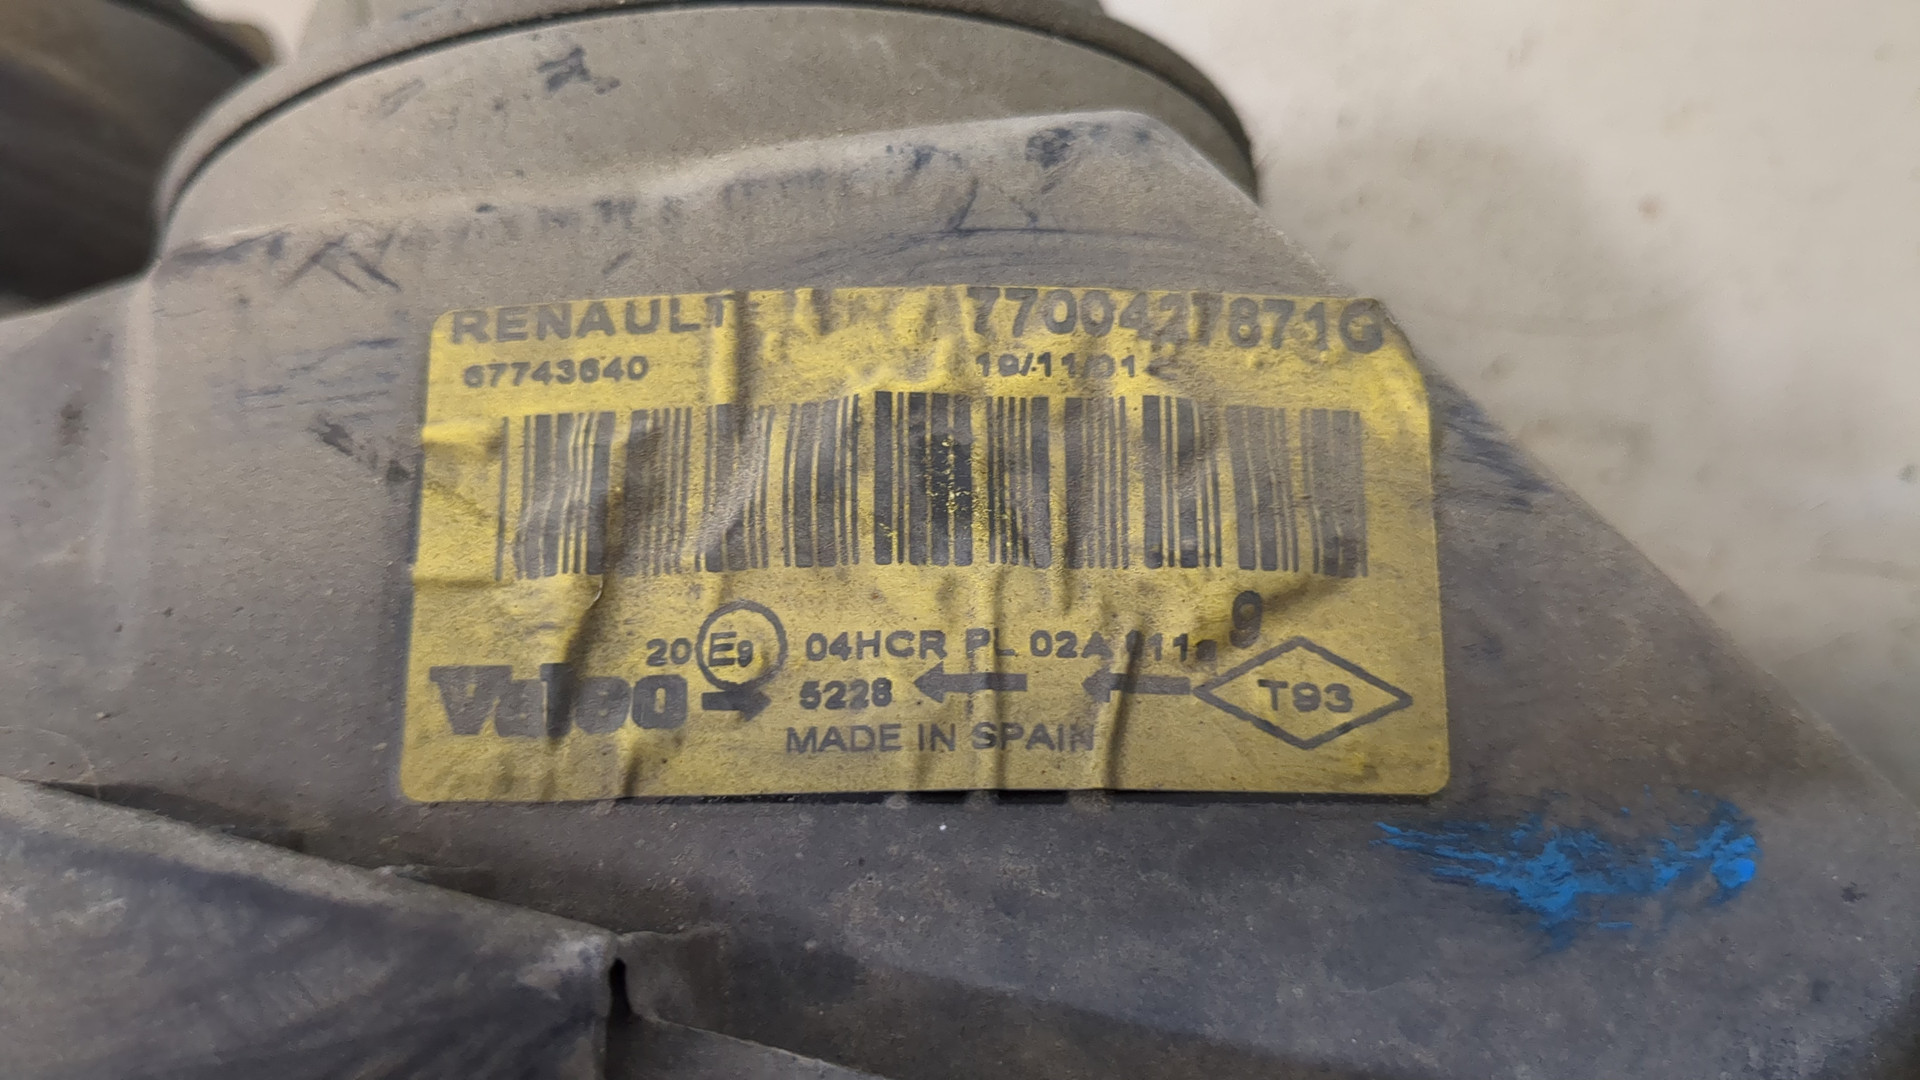 RENAULT 7700427871G
67743640 19/11/01
9
20 E9 04HCR PL 02A
Valeo 5228 T93
MADE IN SPAIN